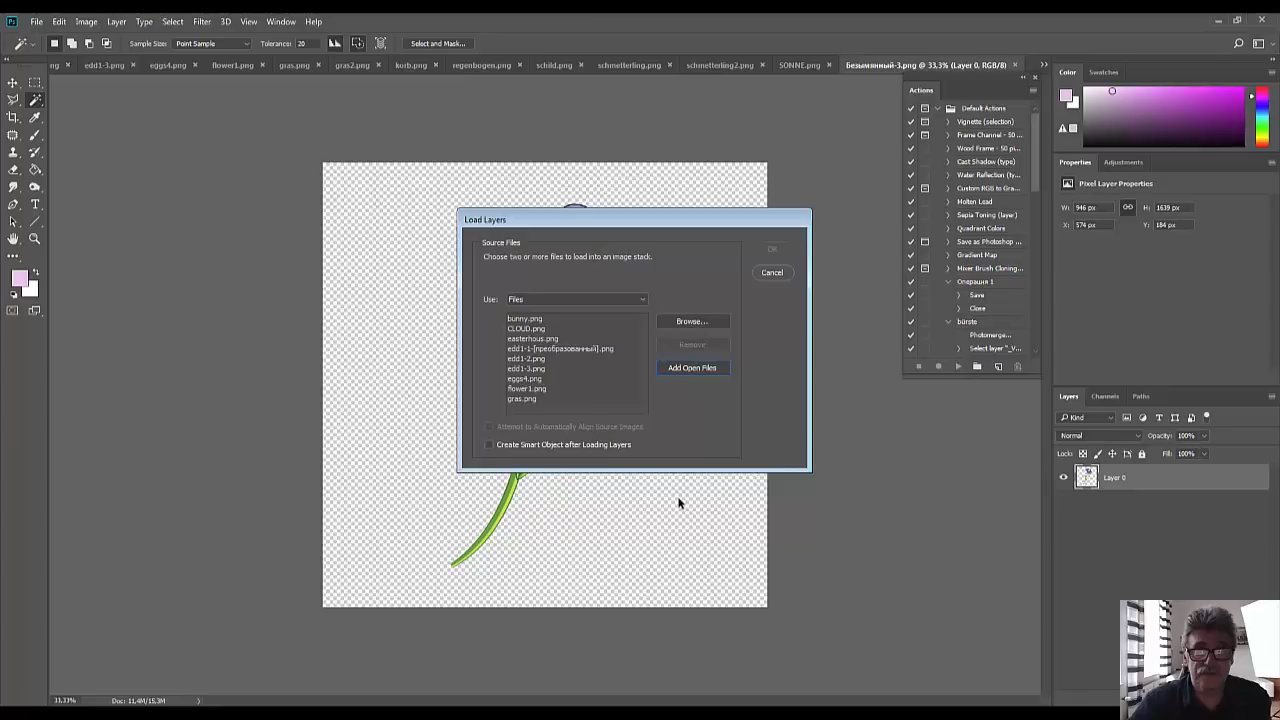 Ps File Edit Image Layer Type Select Filter 3D View Window Help
Sample Size: Point Sample Tolerance: 20 Select and Mask...
ng × edd1-3.png × eggs4.png × flower1.png × gras.png × gras2.png × korb.png × regenbogen.png × schild.png × schmetterling.png × schmetterling2.png × SONNE.png × Безымянный-3.png @ 33,3% (Layer 0, RGB/8) ×
Color Swatches
Actions
Default Actions
Vignette (selection)
Frame Channel - 50 ...
Wood Frame - 50 pi...
Cast Shadow (type)
Water Reflection (ty...
Custom RGB to Gra...
Molten Lead
Sepia Toning (layer)
Quadrant Colors
Save as Photoshop ...
Gradient Map
Mixer Brush Cloning...
Операция 1
Save
Close
bürste
Photomerge...
Select layer "_V...
Properties Adjustments
Pixel Layer Properties
W: 946 px H: 1639 px
X: 574 px Y: 184 px
Load Layers
Source Files
Choose two or more files to load into an image stack.
OK
Cancel
Use: Files
bunny.png
CLOUD.png
easterhous.png
edd1-1-[преобразованный].png
edd1-2.png
edd1-3.png
eggs4.png
flower1.png
gras.png
Browse...
Remove
Add Open Files
Attempt to Automatically Align Source Images
Create Smart Object after Loading Layers
Layers Channels Paths
Kind
Normal Opacity: 100%
Lock: Fill: 100%
Layer 0
33,33% Doc: 11,4M/15,3M